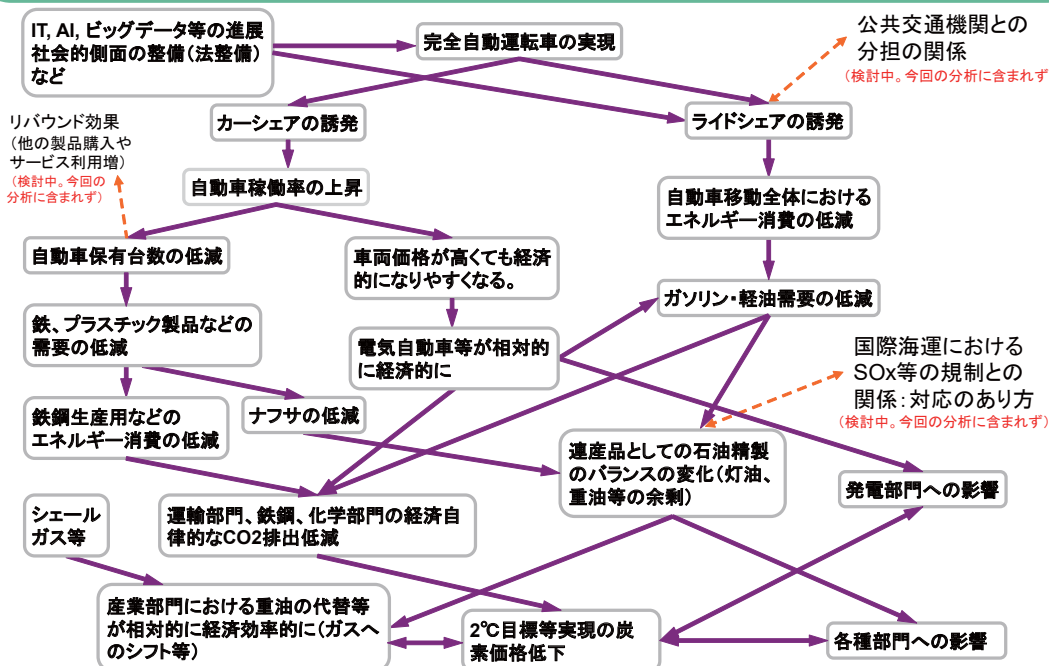 IT, AI, ビッグデータ等の進展
社会的側面の整備(法整備)
など
完全自動運転車の実現
公共交通機関との
分担の関係
(検討中。今回の分析に含まれず
カーシェアの誘発
ライドシェアの誘発
リバウンド効果
(他の製品購入や
サービス利用増)
(検討中。今回の
分析に含まれず)
自動車稼働率の上昇
自動車移動全体における
エネルギー消費の低減
自動車保有台数の低減
車両価格が高くても経済
的になりやすくなる。
ガソリン・軽油需要の低減
鉄、プラスチック製品などの
需要の低減
電気自動車等が相対的
に経済的に
国際海運における
SOx等の規制との
関係:対応のあり方
(検討中。今回の分析に含まれず)
鉄鋼生産用などの
エネルギー消費の低減
ナフサの低減
連産品としての石油精製
のバランスの変化(灯油、
重油等の余剰)
発電部門への影響
シェール
ガス等
運輸部門、鉄鋼、化学部門の経済自
律的なCO2排出低減
産業部門における重油の代替等
が相対的に経済効率的に(ガスへ
のシフト等)
2℃目標等実現の炭
素価格低下
各種部門への影響